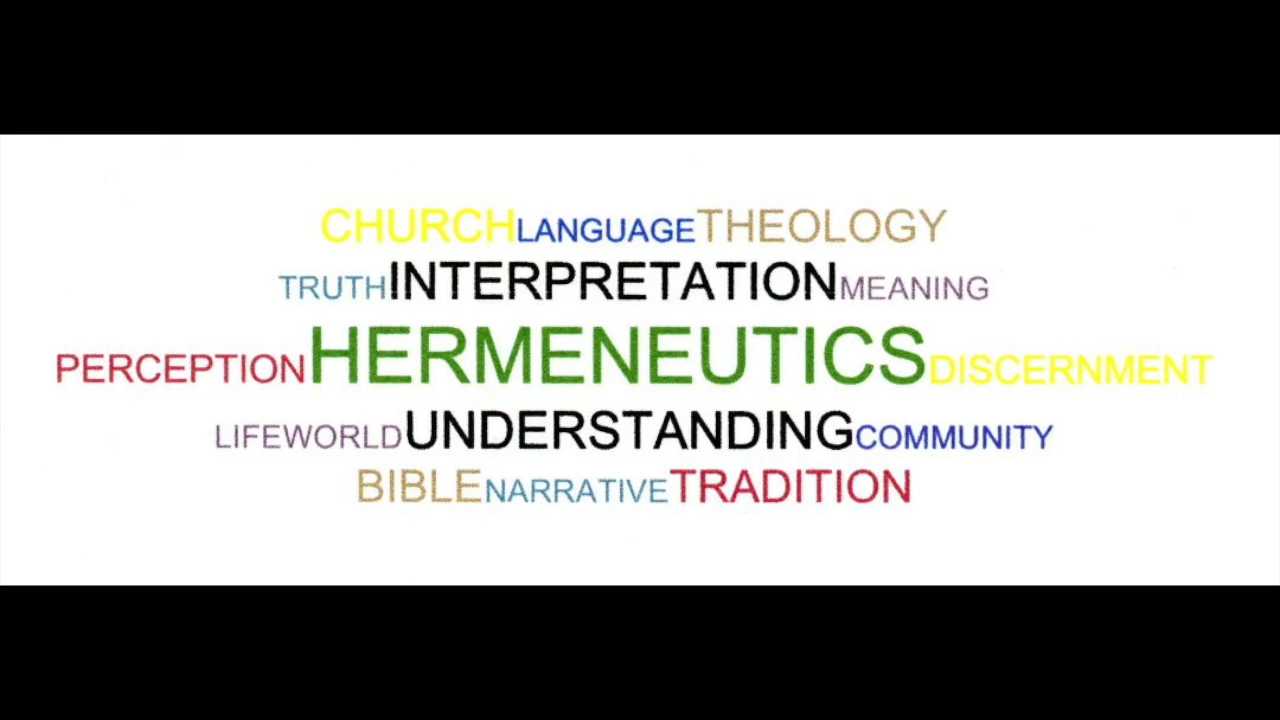 CHURCHLANGUAGETHEOLOGY
TRUTHINTERPRETATIONMEANING
PERCEPTIONHERMENEUTICSDISCERNMENT
LIFEWORLDUNDERSTANDINGCOMMUNITY
BIBLENARRATIVETRADITION